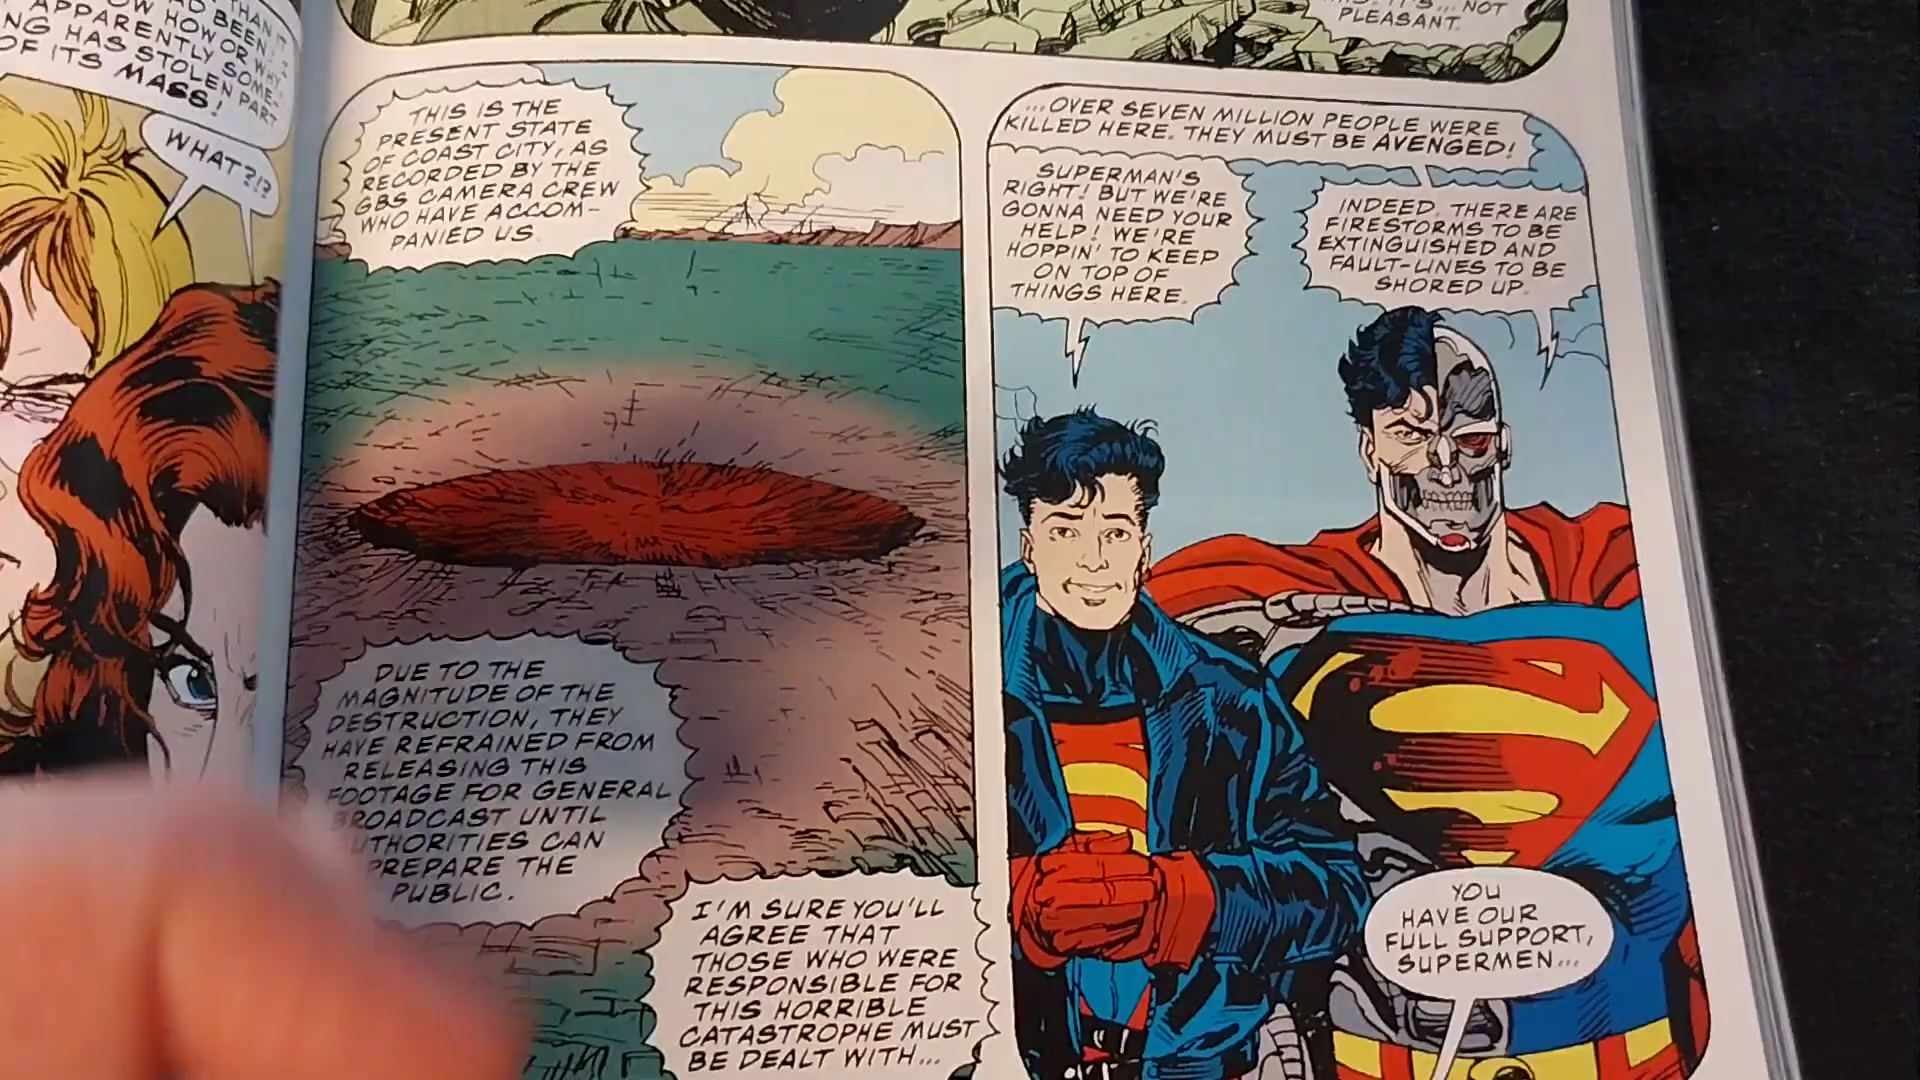 THAN I
AD BEEN! I
OW HOW OR WHY,
APPARENTLY SOME-
NG HAS STOLEN PART
OF ITS MASS!
WHAT?!?
NOT
PLEASANT.
THIS IS THE
PRESENT STATE
OF COAST CITY, AS
RECORDED BY THE
GBS CAMERA CREW
WHO HAVE ACCOM-
PANIED US.
DUE TO THE
MAGNITUDE OF THE
DESTRUCTION, THEY
HAVE REFRAINED FROM
RELEASING THIS
FOOTAGE FOR GENERAL
BROADCAST UNTIL
UTHORITIES CAN
PREPARE THE
PUBLIC.
I'M SURE YOU'LL
AGREE THAT
THOSE WHO WERE
RESPONSIBLE FOR
THIS HORRIBLE
CATASTROPHE MUST
BE DEALT WITH...
...OVER SEVEN MILLION PEOPLE WERE
KILLED HERE. THEY MUST BE AVENGED!
SUPERMAN'S
RIGHT! BUT WE'RE
GONNA NEED YOUR
HELP! WE'RE
HOPPIN' TO KEEP
ON TOP OF
THINGS HERE.
INDEED. THERE ARE
FIRESTORMS TO BE
EXTINGUISHED AND
FAULT-LINES TO BE
SHORED UP.
YOU
HAVE OUR
FULL SUPPORT,
SUPERMEN...